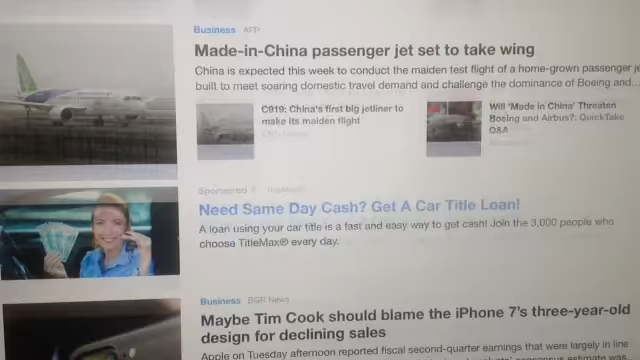 Business AFP
Made-in-China passenger jet set to take wing
China is expected this week to conduct the maiden test flight of a home-grown passenger je
built to meet soaring domestic travel demand and challenge the dominance of Boeing and...
C919: China's first big jetliner to
make its maiden flight
Will 'Made in China' Threaten
Boeing and Airbus?: QuickTake
Q&A
Sponsored
Need Same Day Cash? Get A Car Title Loan!
A loan using your car title is a fast and easy way to get cash! Join the 3,000 people who
choose TitleMax® every day.
Business BGR News
Maybe Tim Cook should blame the iPhone 7's three-year-old
design for declining sales
Apple on Tuesday afternoon reported fiscal second-quarter earnings that were largely in line